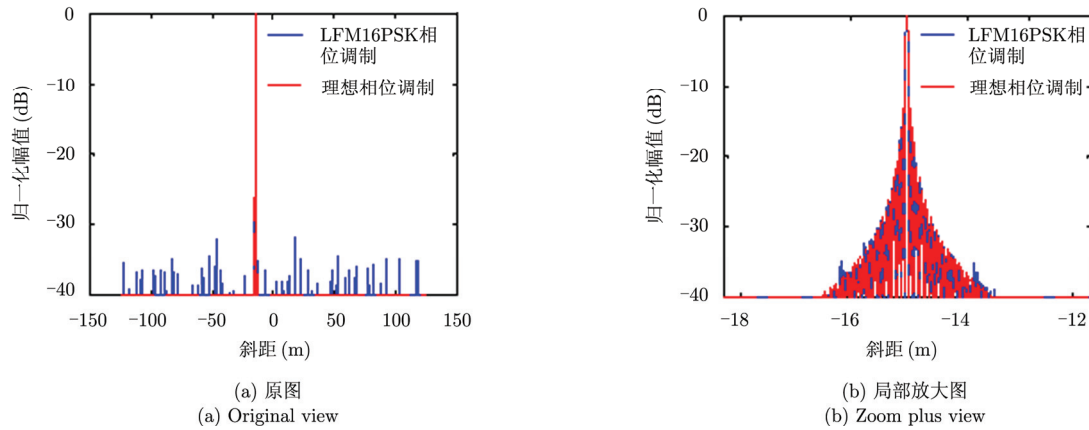 0
−10
−20
−30
−40
归一化幅值 (dB)
LFM16PSK相
位调制
理想相位调制
−150 −100 −50 0 50 100 150
斜距 (m)
(a) 原图
(a) Original view
0
−10
−20
−30
−40
归一化幅值 (dB)
LFM16PSK相
位调制
理想相位调制
−18 −16 −14 −12
斜距 (m)
(b) 局部放大图
(b) Zoom plus view